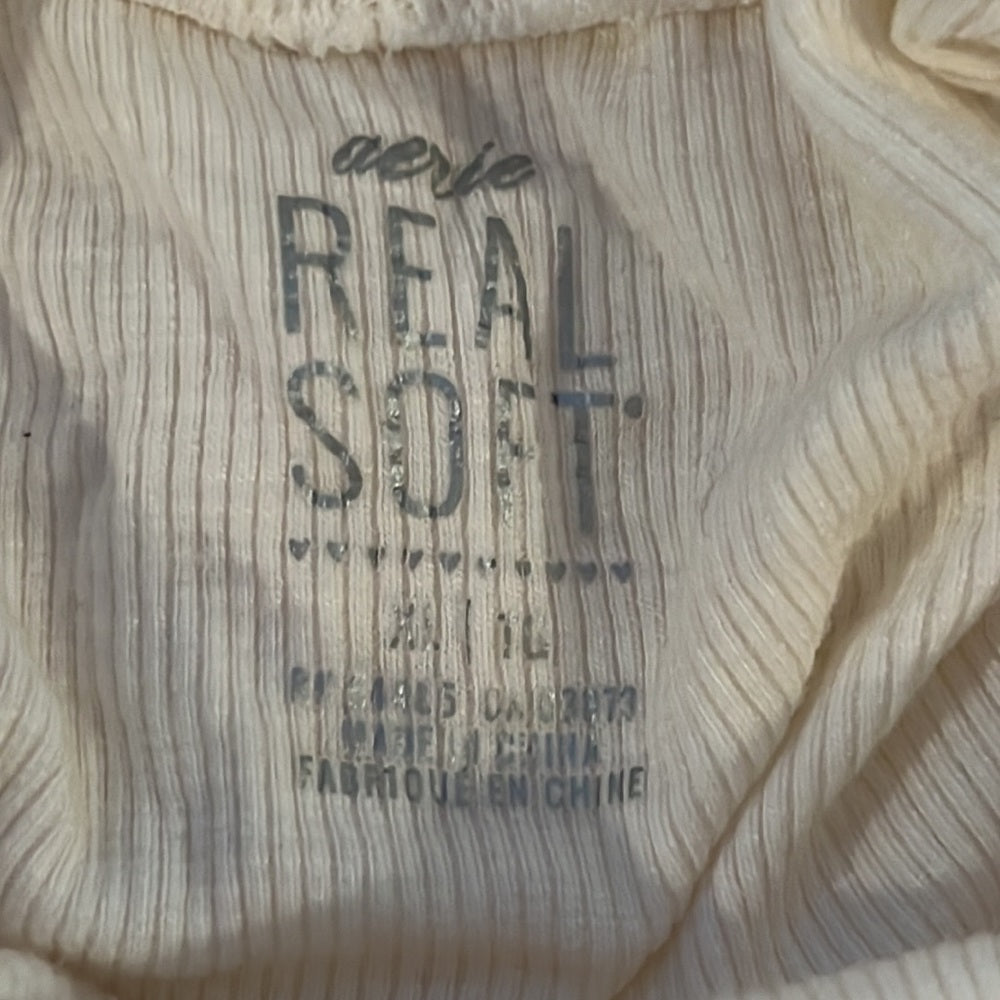 aerie
REAL
SOFT
/
MADE IN CHINA
FABRIQUÉ EN CHINE